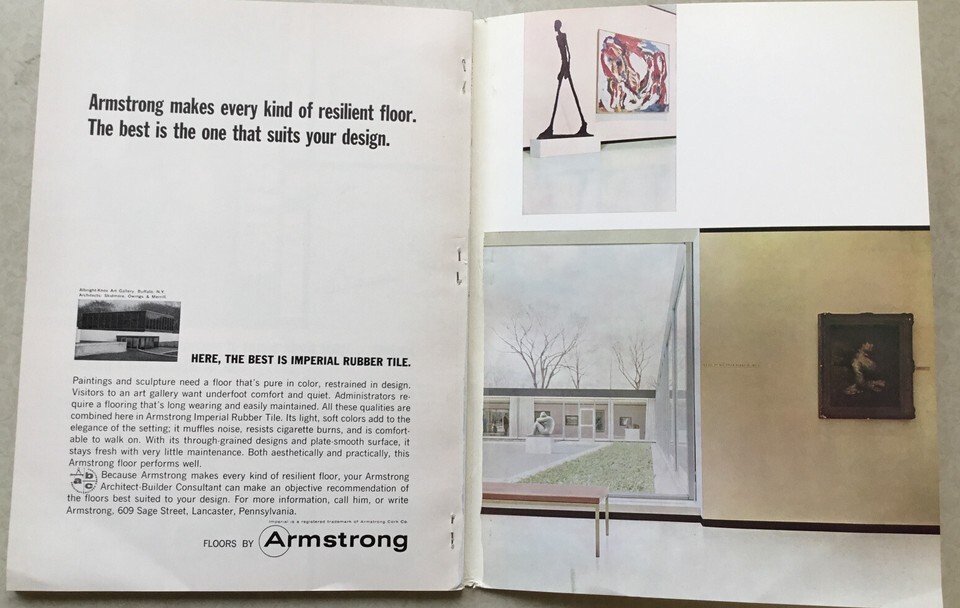 Armstrong makes every kind of resilient floor.
The best is the one that suits your design.
Albright-Knox Art Gallery, Buffalo, N.Y.
Architects: Skidmore, Owings & Merrill
HERE, THE BEST IS IMPERIAL RUBBER TILE.
Paintings and sculpture need a floor that's pure in color, restrained in design.
Visitors to an art gallery want underfoot comfort and quiet. Administrators re-
quire a flooring that's long wearing and easily maintained. All these qualities are
combined here in Armstrong Imperial Rubber Tile. Its light, soft colors add to the
elegance of the setting; it muffles noise, resists cigarette burns, and is comfort-
able to walk on. With its through-grained designs and plate-smooth surface, it
stays fresh with very little maintenance. Both aesthetically and practically, this
Armstrong floor performs well.
A b a c Because Armstrong makes every kind of resilient floor, your Armstrong
Architect-Builder Consultant can make an objective recommendation of
the floors best suited to your design. For more information, call him, or write
Armstrong, 609 Sage Street, Lancaster, Pennsylvania.
Imperial is a registered trademark of Armstrong Cork Co.
FLOORS BY Armstrong